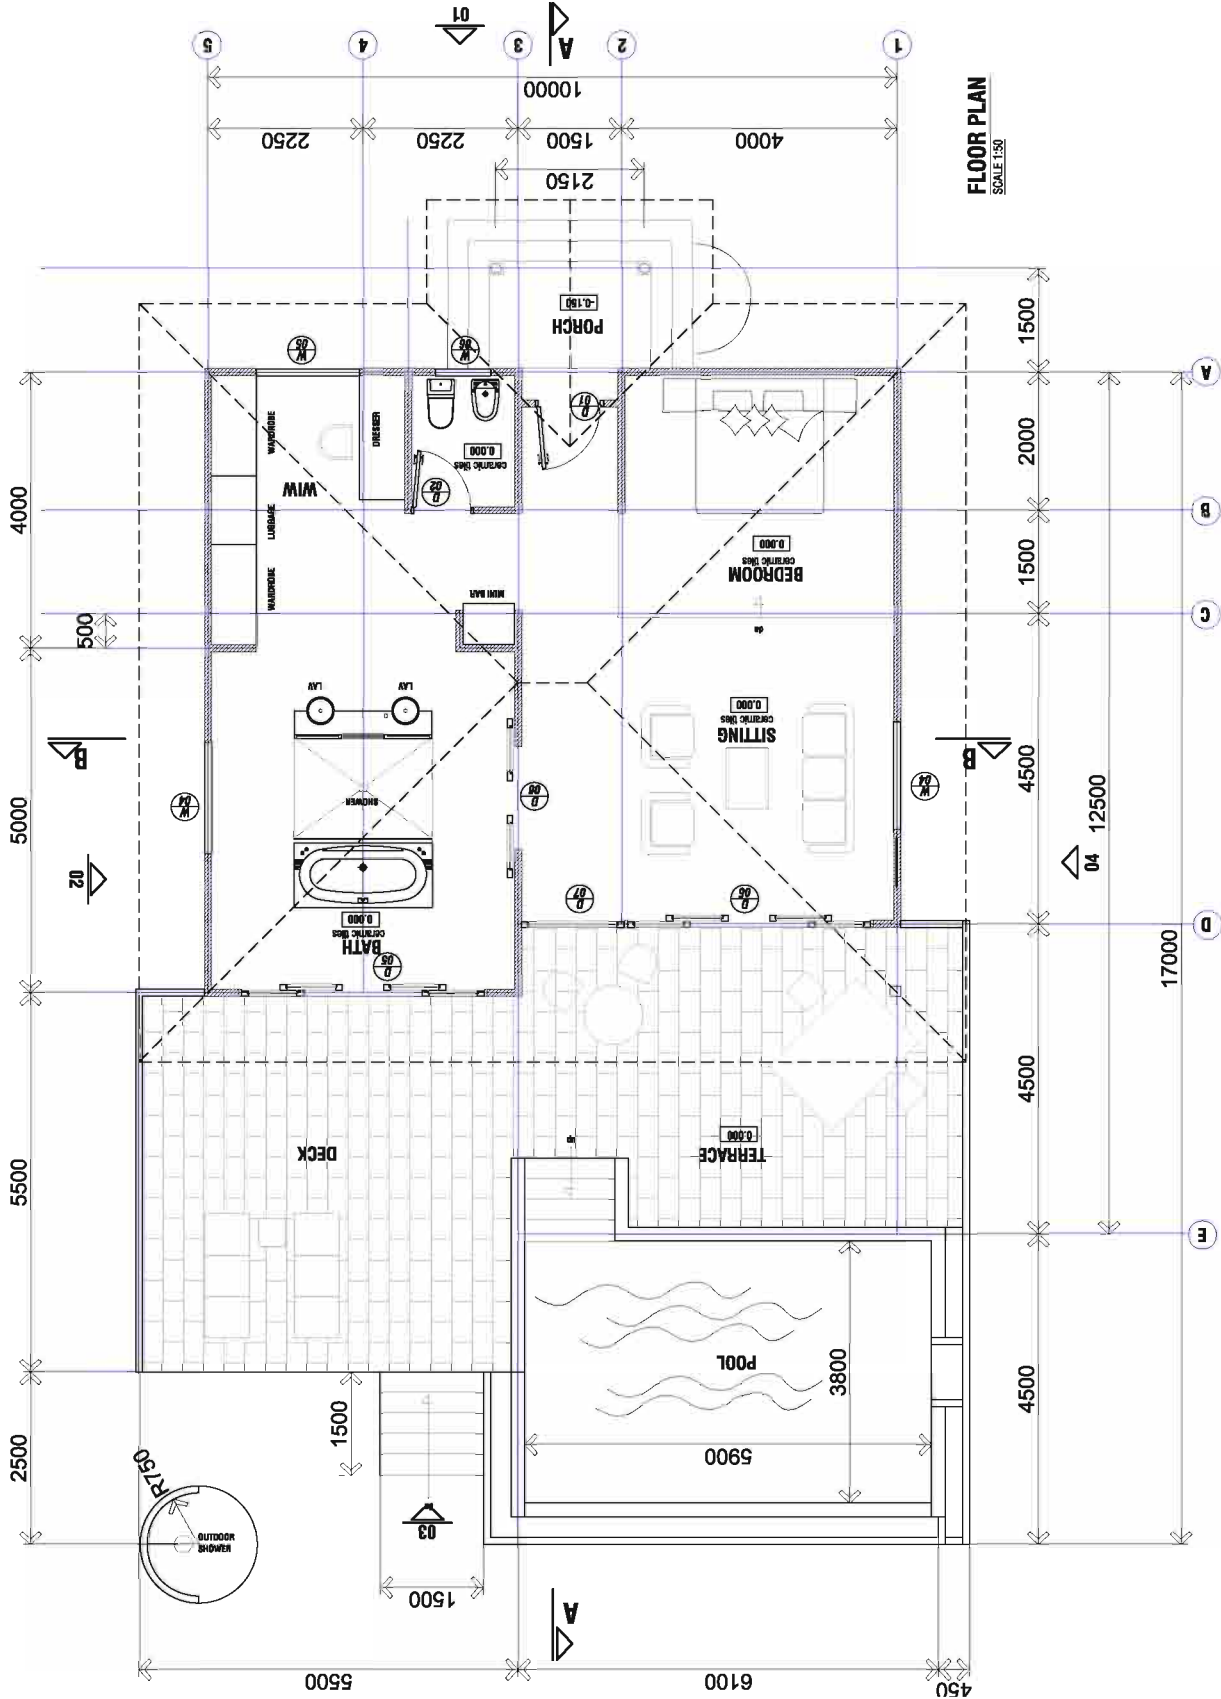 01
A
5
4
3
2
1
10000
2250
2250
1500
4000
2150
FLOOR PLAN
SCALE 1:50
PORCH
-0.150
W
05
W
06
D
01
WARDROBE
LUGGAGE
WARDROBE
WIW
DRESSER
0.000
ceramic tiles
D
02
MINI BAR
BEDROOM
ceramic tiles
0.000
dn
LAV
LAV
SHOWER
SITTING
ceramic tiles
0.000
B
B
W
04
W
04
D
08
02
04
D
07
D
06
BATH
ceramic tiles
0.000
D
05
DECK
TERRACE
0.000
up
POOL
3800
5900
1500
R750
OUTDOOR
SHOWER
03
1500
A
5500
6100
450
4000
500
5000
5500
2500
1500
2000
1500
4500
4500
4500
12500
17000
A
B
C
D
E